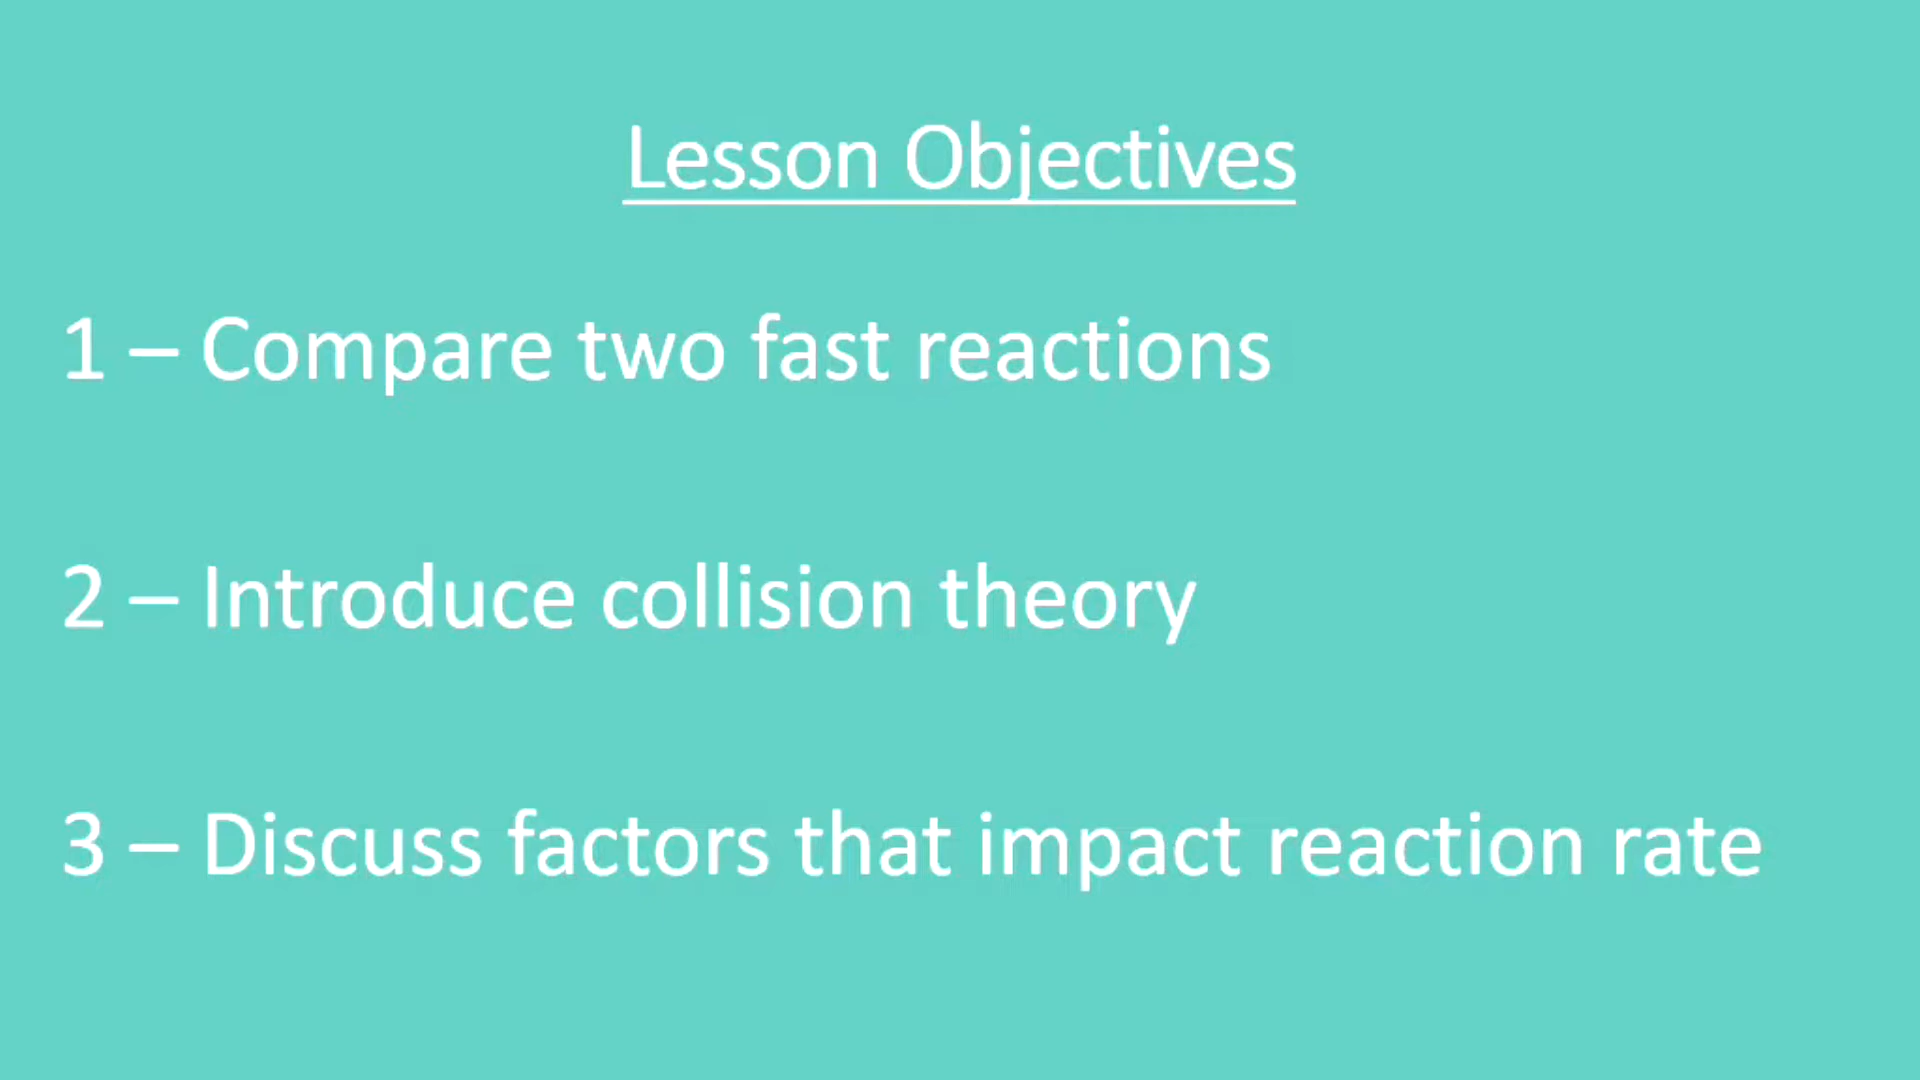 Lesson Objectives
1 – Compare two fast reactions
2 – Introduce collision theory
3 – Discuss factors that impact reaction rate